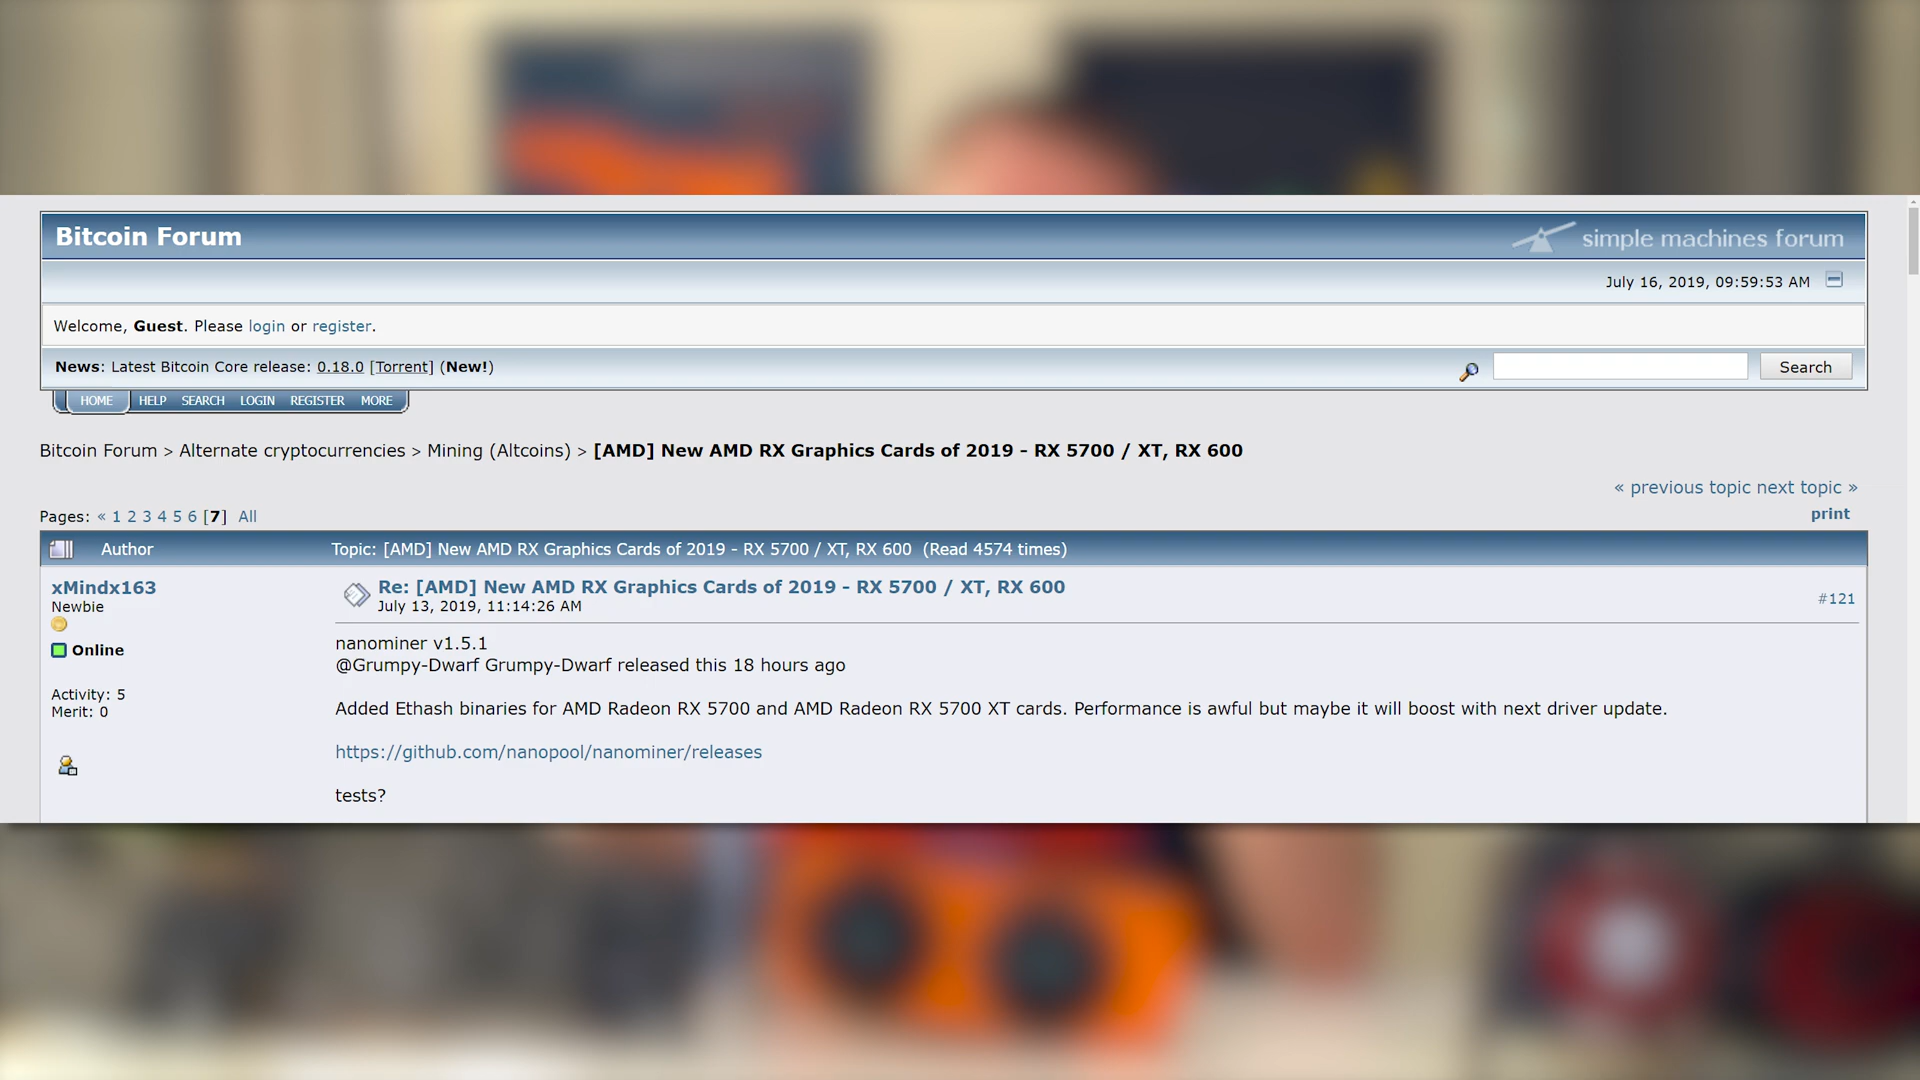 Bitcoin Forum
simple machines forum
July 16, 2019, 09:59:53 AM
Welcome, Guest. Please login or register.
News: Latest Bitcoin Core release: 0.18.0 [Torrent] (New!)
Search
HOME HELP SEARCH LOGIN REGISTER MORE
Bitcoin Forum > Alternate cryptocurrencies > Mining (Altcoins) > [AMD] New AMD RX Graphics Cards of 2019 - RX 5700 / XT, RX 600
« previous topic next topic »
Pages: « 1 2 3 4 5 6 [7] All
print
Author
Topic: [AMD] New AMD RX Graphics Cards of 2019 - RX 5700 / XT, RX 600 (Read 4574 times)
xMindx163
Newbie
Online
Activity: 5
Merit: 0
Re: [AMD] New AMD RX Graphics Cards of 2019 - RX 5700 / XT, RX 600
July 13, 2019, 11:14:26 AM
#121
nanominer v1.5.1
@Grumpy-Dwarf Grumpy-Dwarf released this 18 hours ago
Added Ethash binaries for AMD Radeon RX 5700 and AMD Radeon RX 5700 XT cards. Performance is awful but maybe it will boost with next driver update.
https://github.com/nanopool/nanominer/releases
tests?